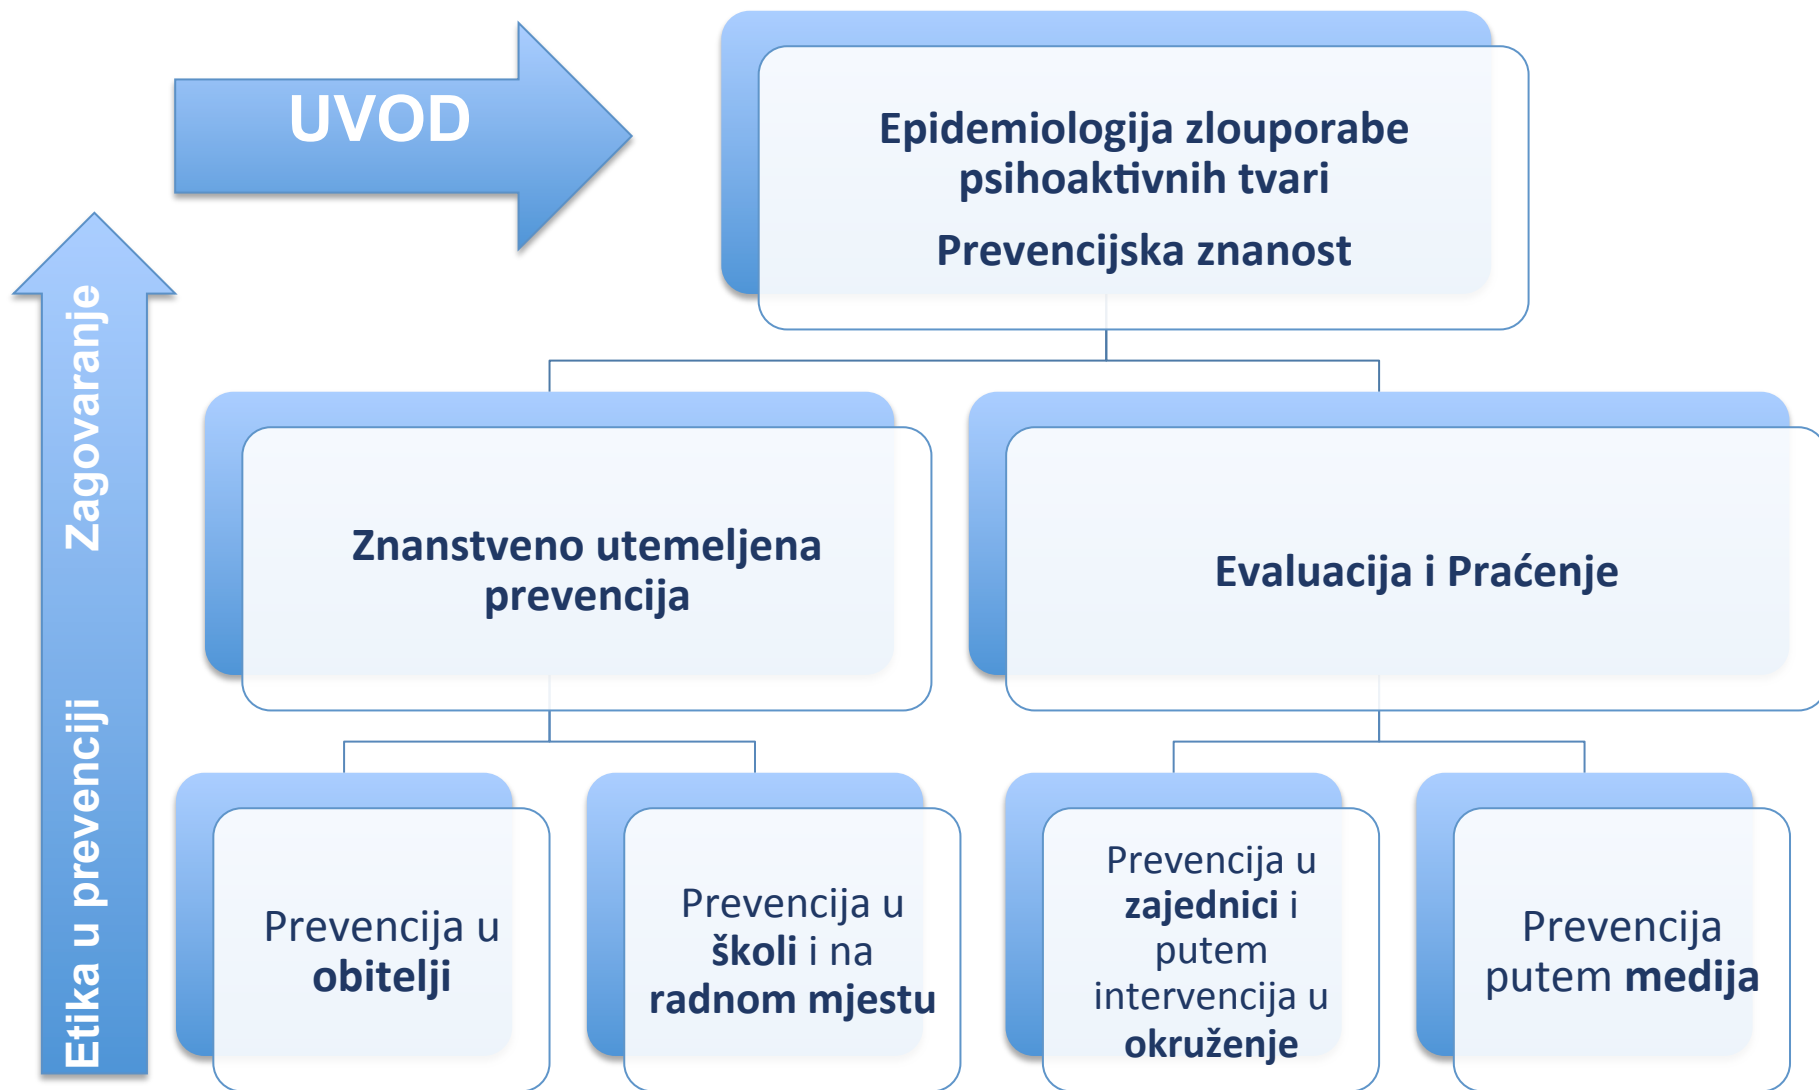 UVOD
Epidemiologija zlouporabe
psihoaktivnih tvari
Prevencijska znanost
Etika u prevenciji Zagovaranje
Znanstveno utemeljena
prevencija
Evaluacija i Praćenje
Prevencija u
obitelji
Prevencija u
školi i na
radnom mjestu
Prevencija u
zajednici i
putem
intervencija u
okruženje
Prevencija
putem medija